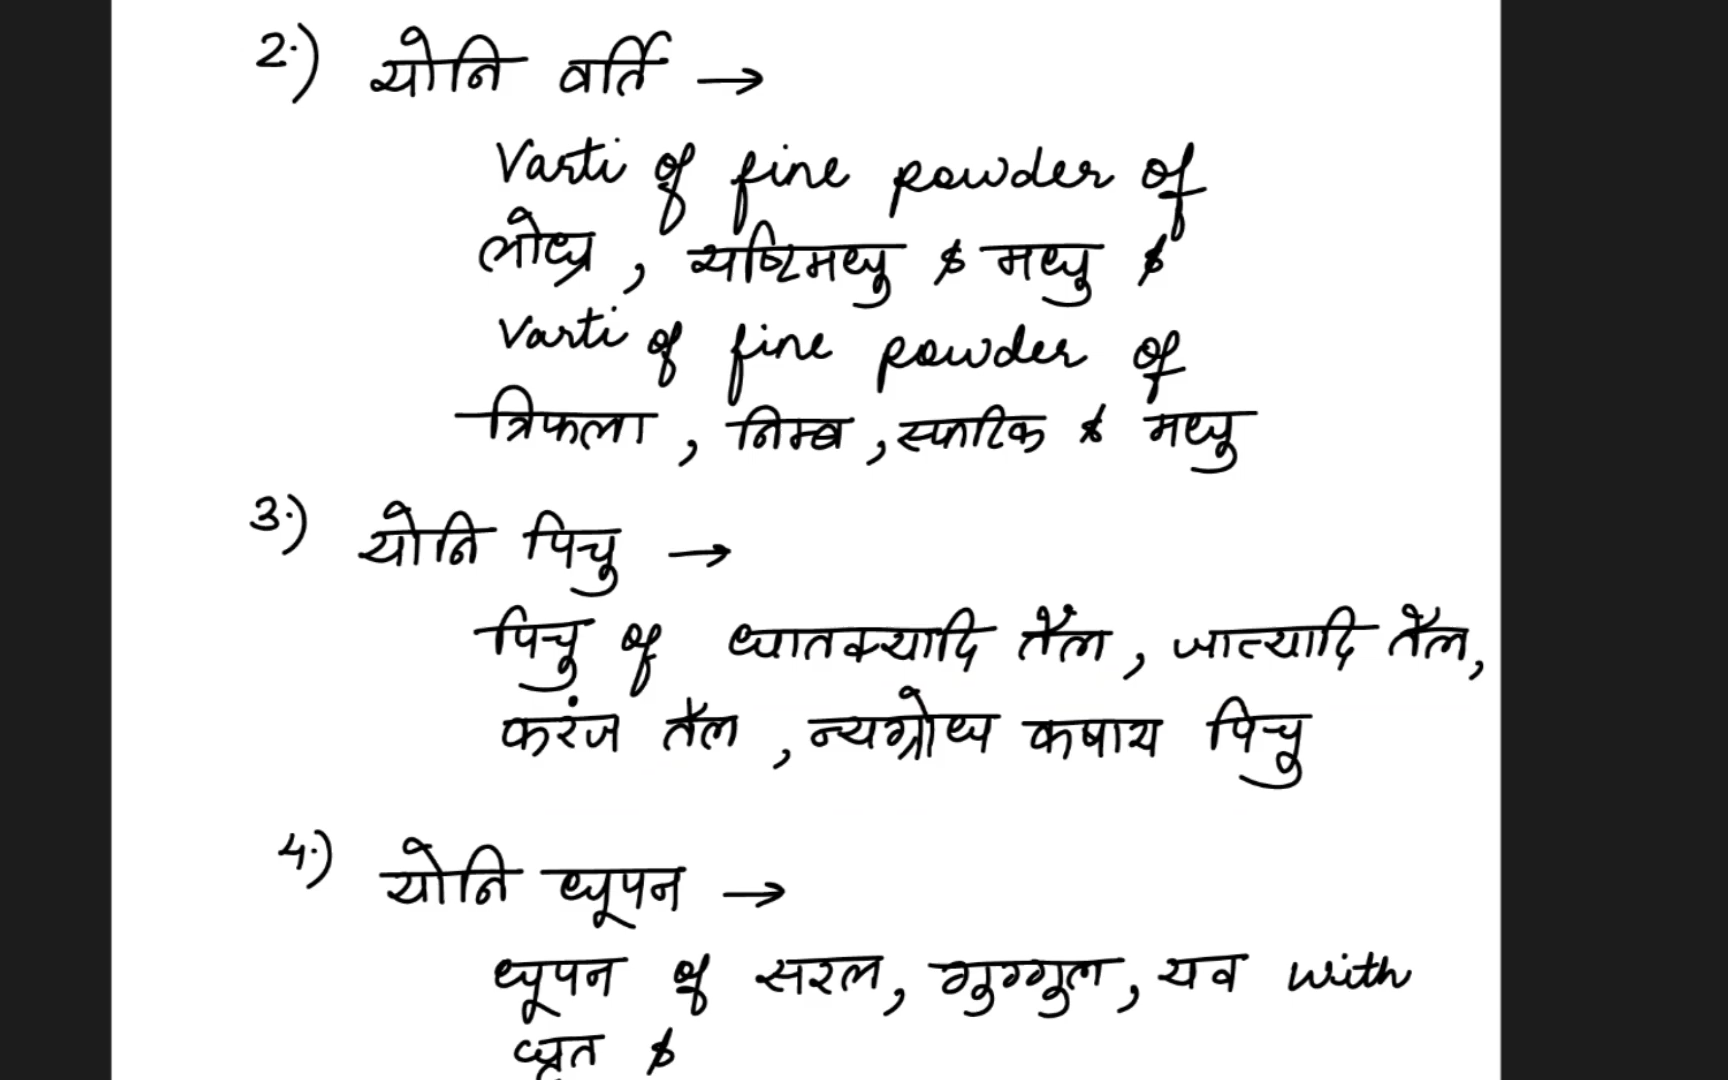 2.) योनि वर्ति →
Varti of fine powder of
लोध्र , यष्टिमधु & मधु &
Varti of fine powder of
त्रिफला , निम्ब , स्फटिक & मधु
3.) योनि पिचु →
पिचु of धातक्यादि तैल , जात्यादि तैल,
करंज तैल , न्यग्रोध कषाय पिचु
4.) योनि धूपन →
धूपन of सरल, गुग्गुल, यव with
घृत &